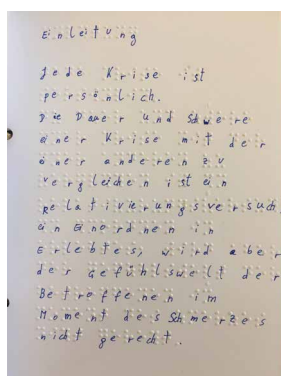 Einleitung
Jede Krise ist
persönlich.
Die Dauer und Schwere
einer Krise mit der
einer anderen zu
vergleichen ist ein
Relativierungsversuch,
ein Einordnen in
Erlebtes, wird aber
der Gefühlswelt der
Betroffenen im
Moment des Schmerzes
nicht gerecht.